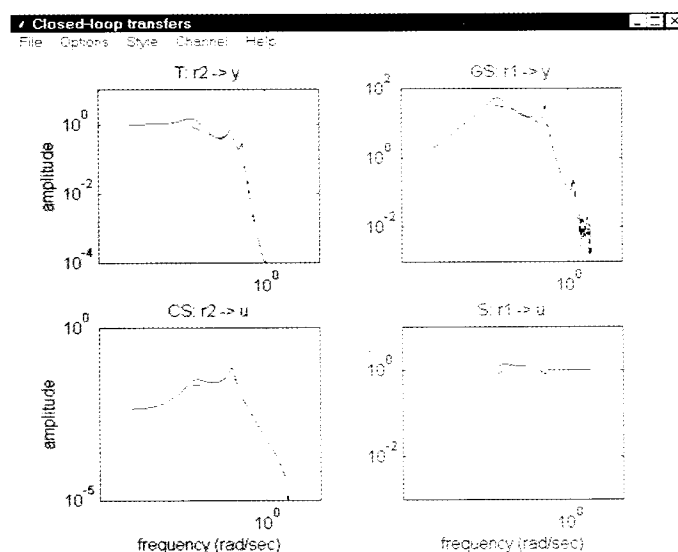 Closed-loop transfers
File Options Style Channel Help
T: r2 -> y
GS: r1 -> y
amplitude
10^0
10^-2
10^-4
10^0
10^2
10^0
10^-2
10^0
CS: r2 -> u
S: r1 -> u
amplitude
10^0
10^-5
10^0
10^0
10^-2
10^0
frequency (rad/sec)
frequency (rad/sec)